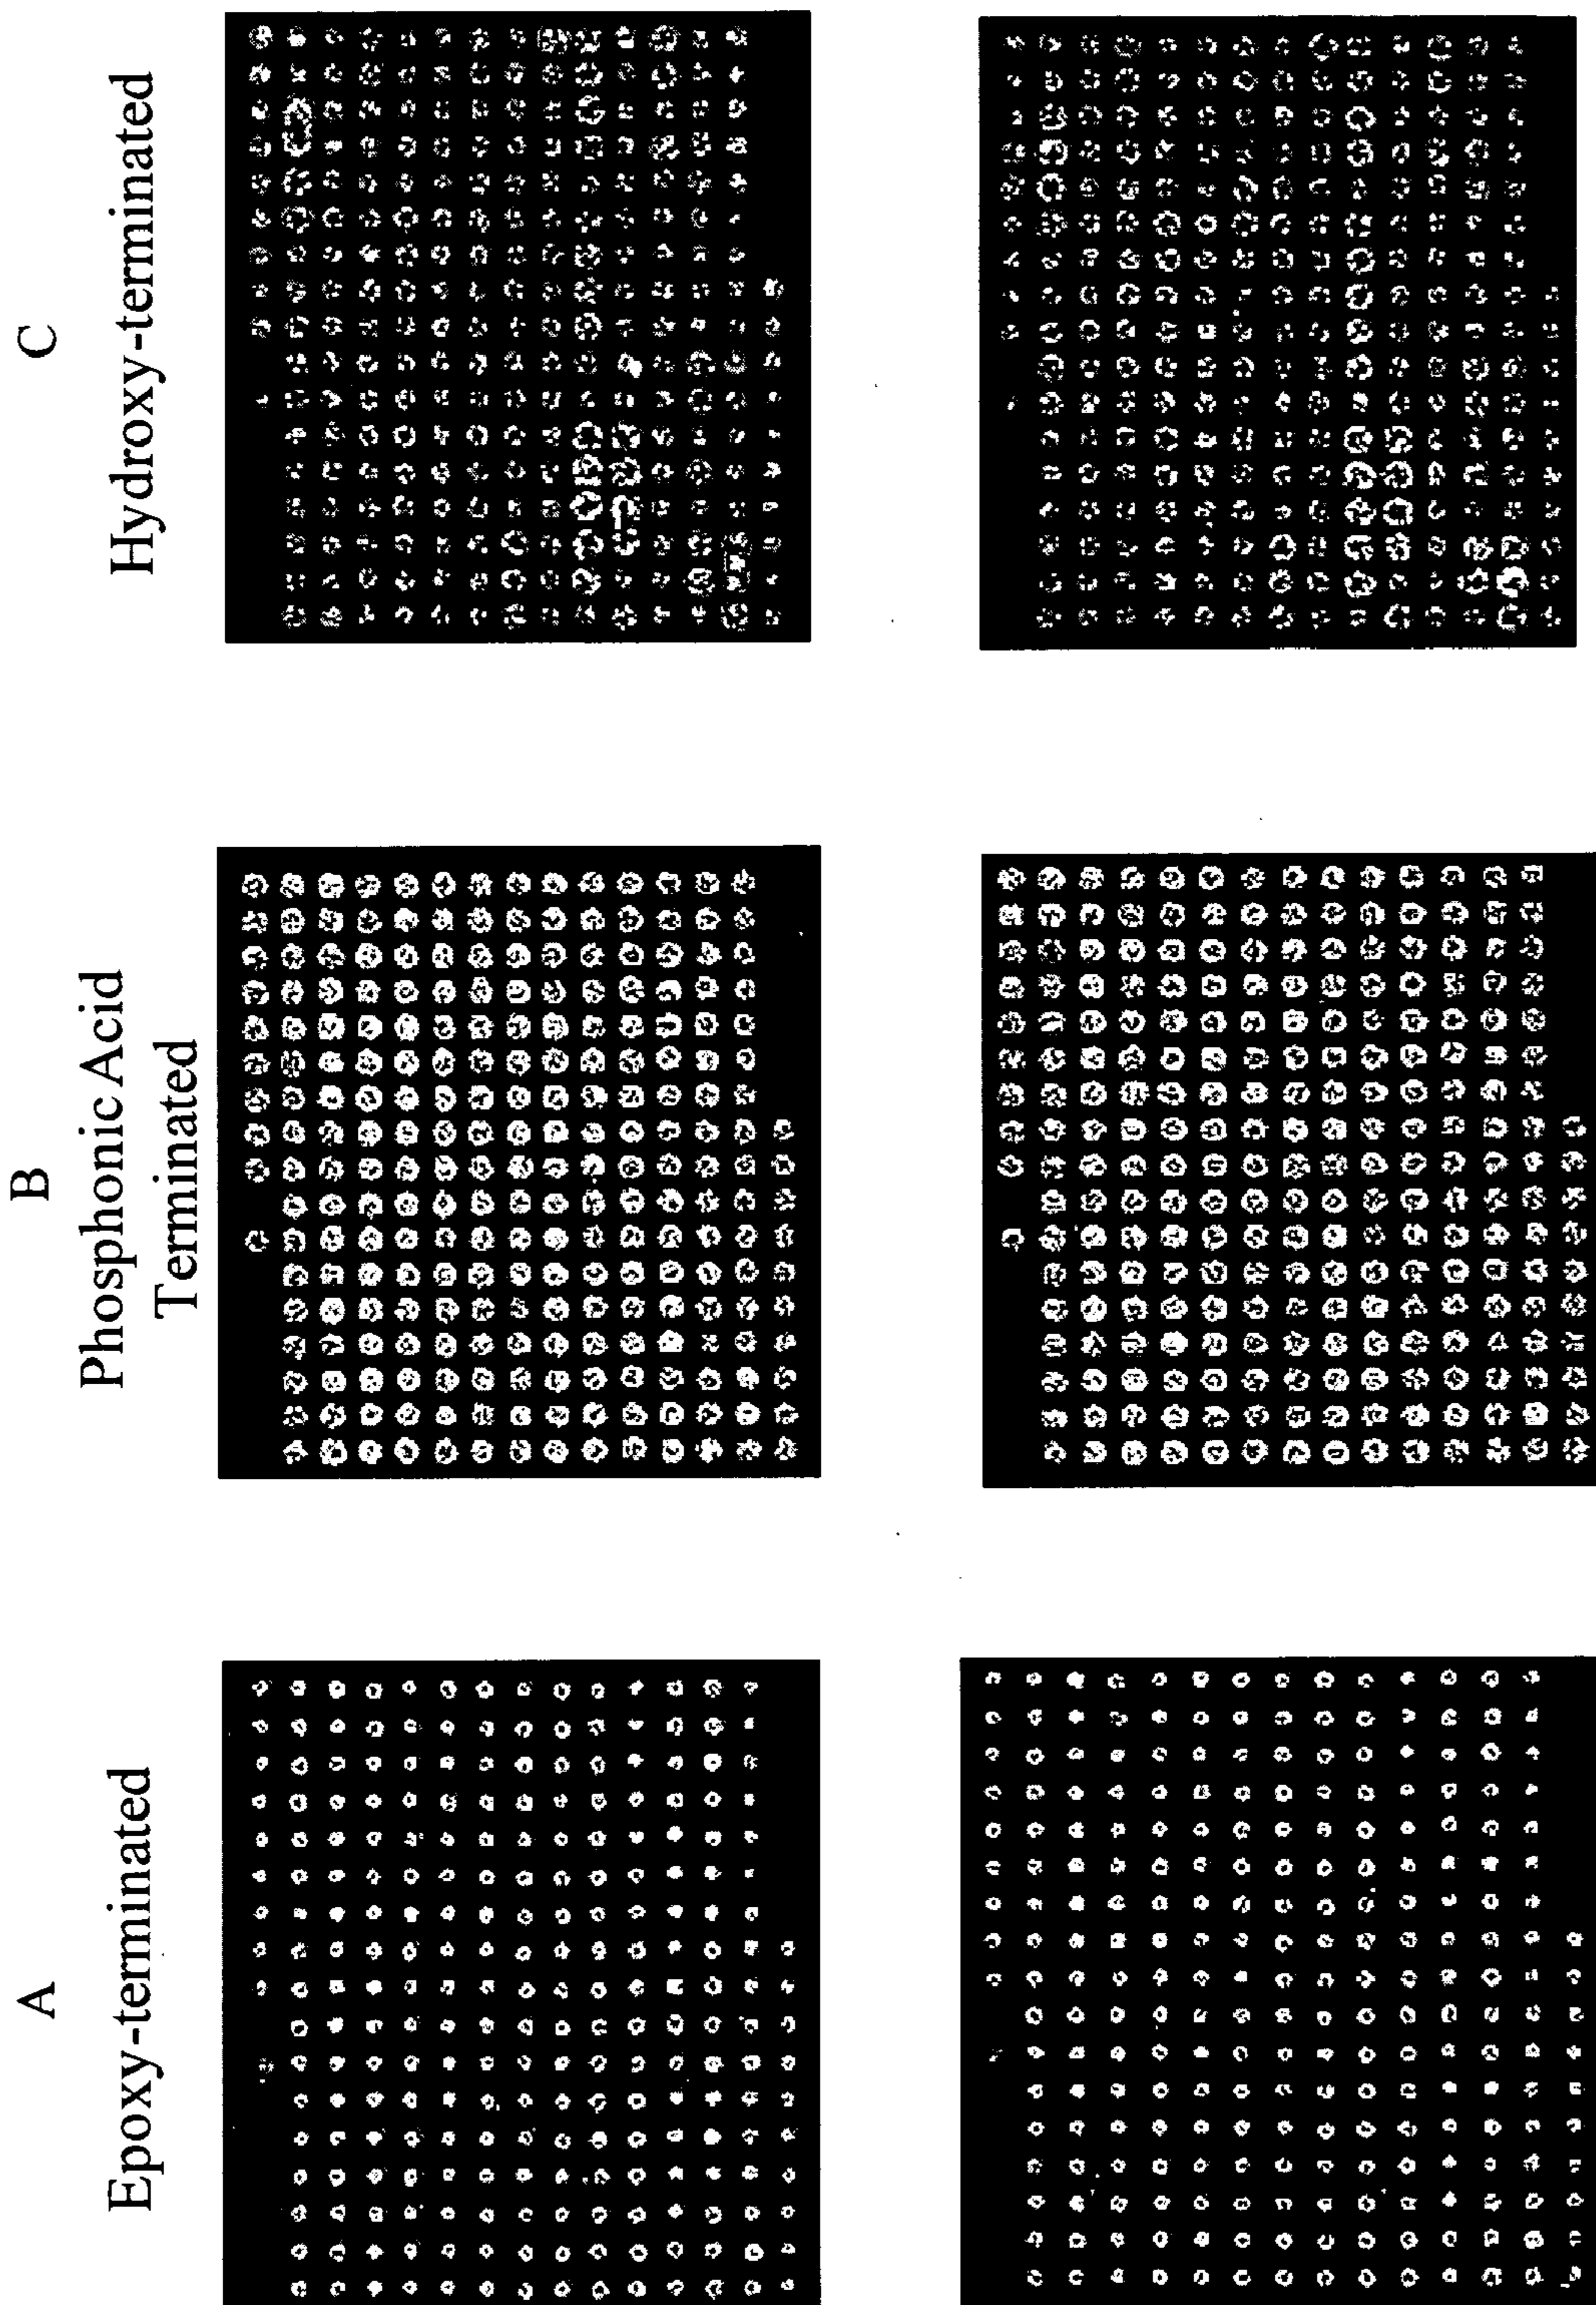 A
Epoxy-terminated
B
Phosphonic Acid
Terminated
C
Hydroxy-terminated